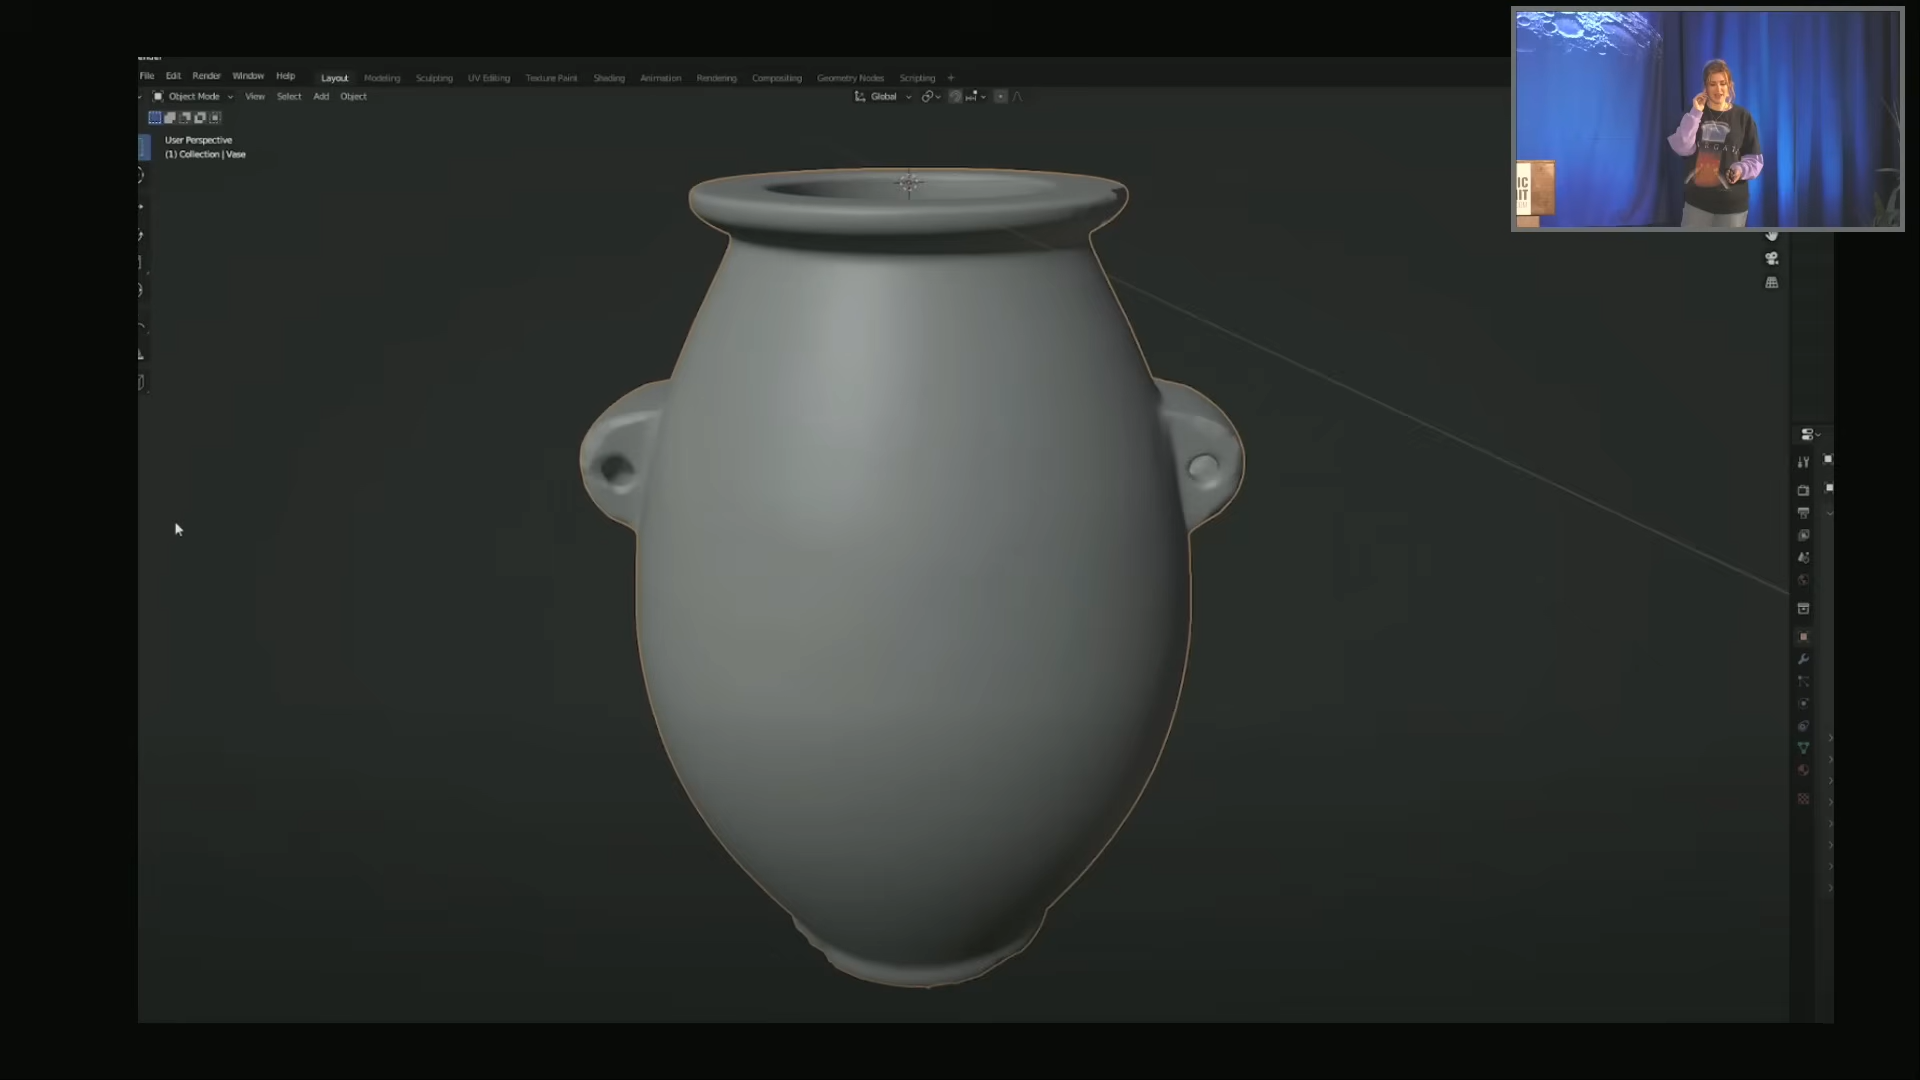 File Edit Render Window Help Layout Modeling Sculpting UV Editing Texture Paint Shading Animation Rendering Compositing Geometry Nodes Scripting +
Object Mode View Select Add Object Global
User Perspective
(1) Collection | Vase